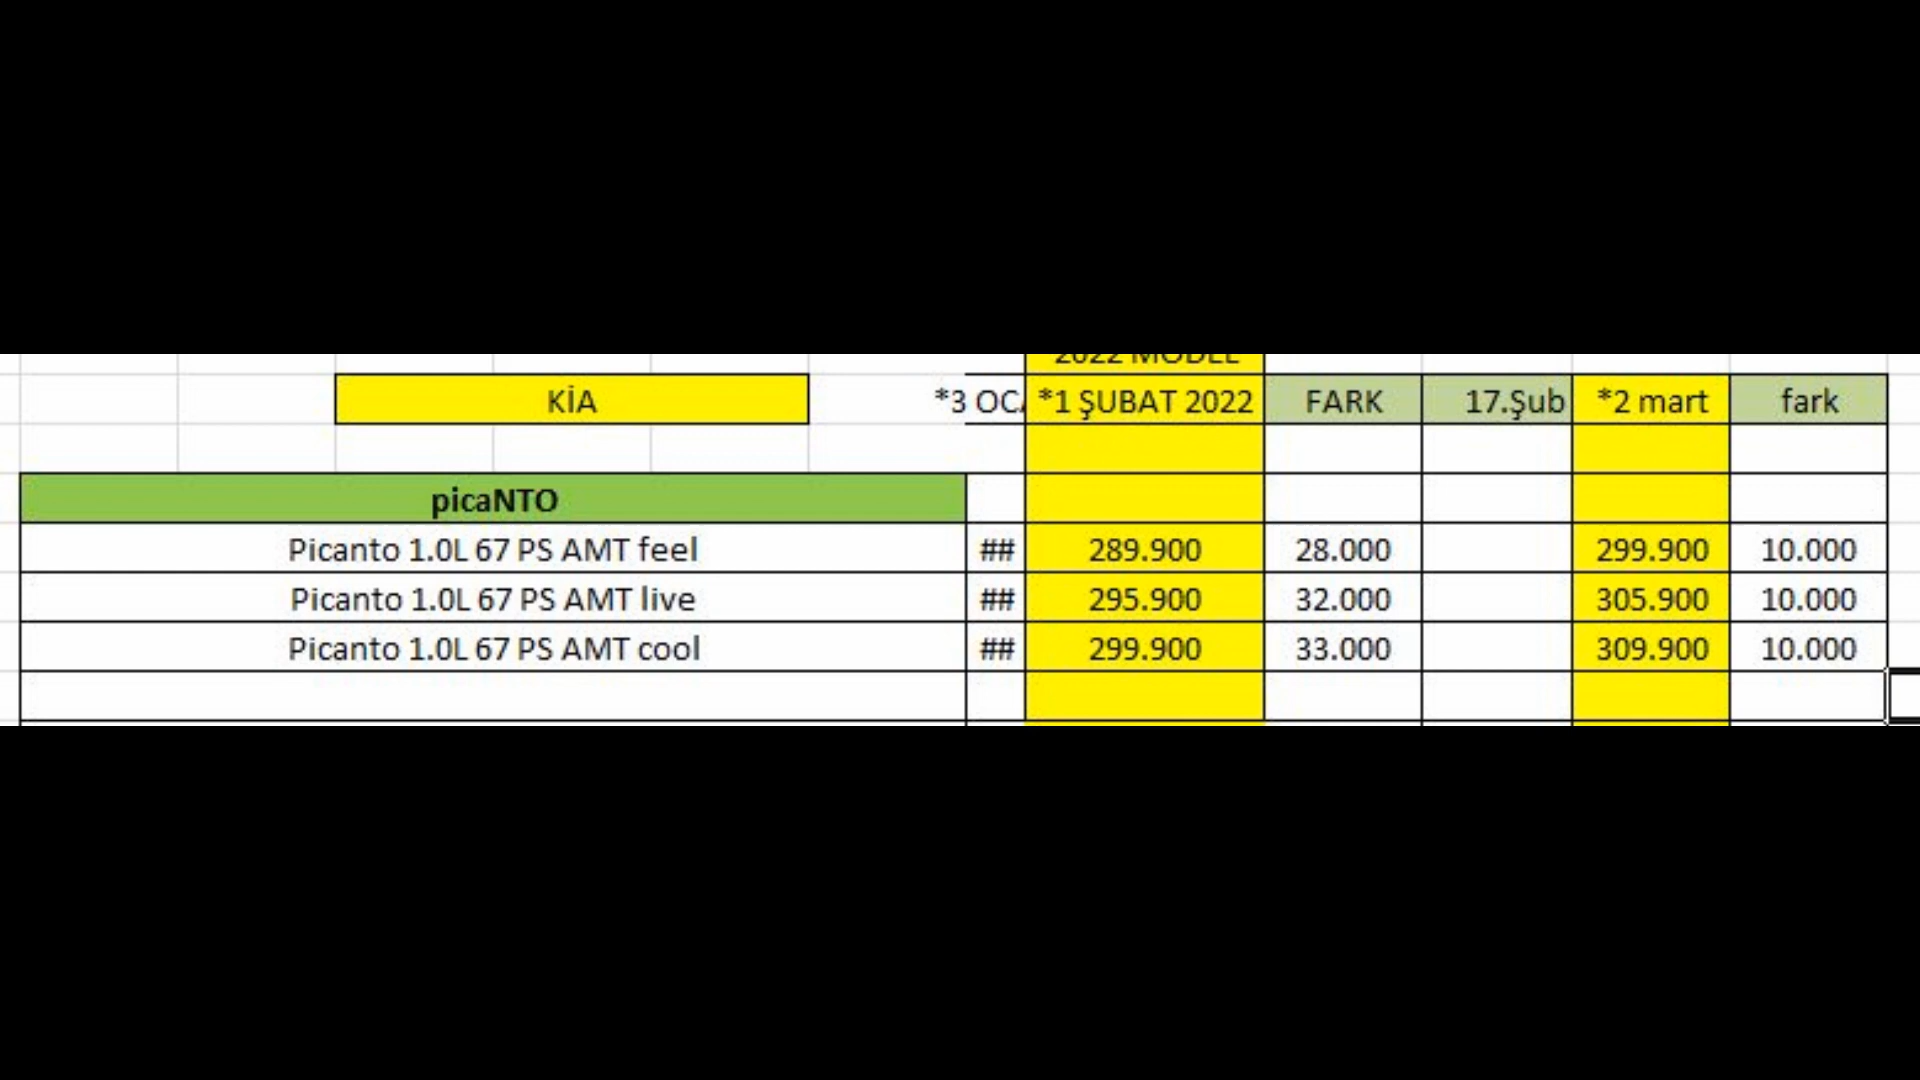 2022 MODEL
KİA *3 OCA *1 ŞUBAT 2022 FARK 17.Şub *2 mart fark
picaNTO
Picanto 1.0L 67 PS AMT feel ## 289.900 28.000 299.900 10.000
Picanto 1.0L 67 PS AMT live ## 295.900 32.000 305.900 10.000
Picanto 1.0L 67 PS AMT cool ## 299.900 33.000 309.900 10.000